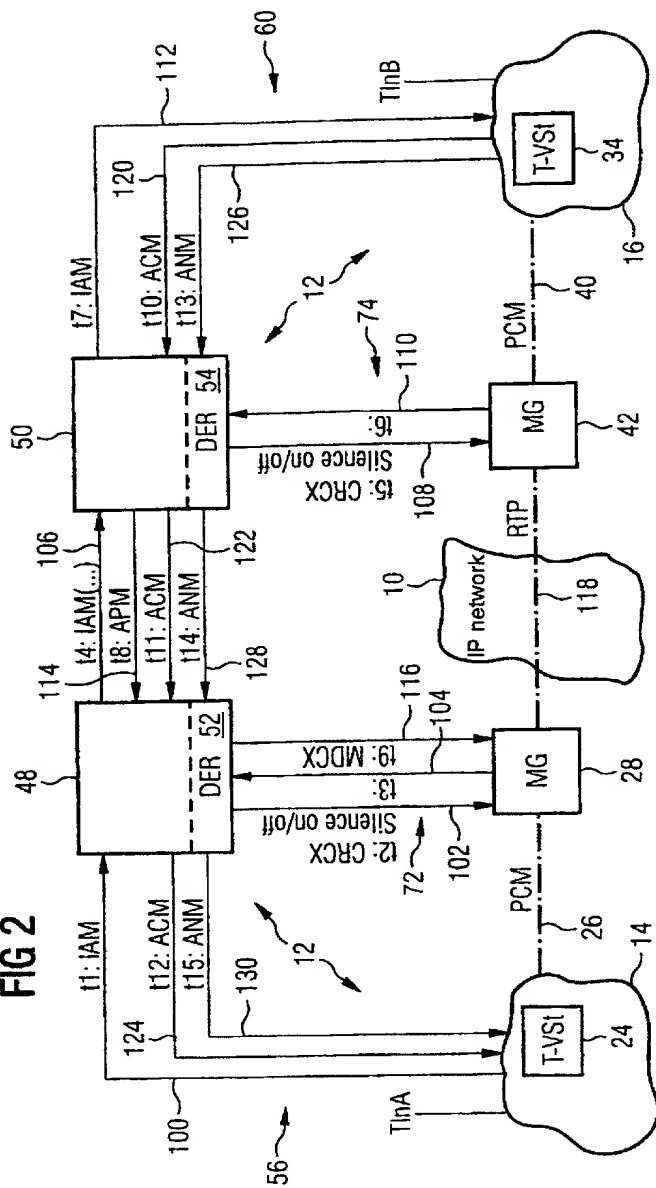 FIG 2
56
60
t1: IAM
t12: ACM
t15: ANM
100
124
130
48
DER 52
t4: IAM(...
t8: APM
t11: ACM
t14: ANM
106
114
122
128
50
DER 54
t7: IAM
t10: ACM
t13: ANM
112
120
126
12
12
72
74
t2: CRCX
Silence on/off
t3:
t9: MDCX
102
104
116
t5: CRCX
Silence on/off
t6:
108
110
TlnA
T-VSt
24
14
PCM
26
MG
28
10
IP network
118
RTP
MG
42
PCM
40
TlnB
T-VSt
34
16